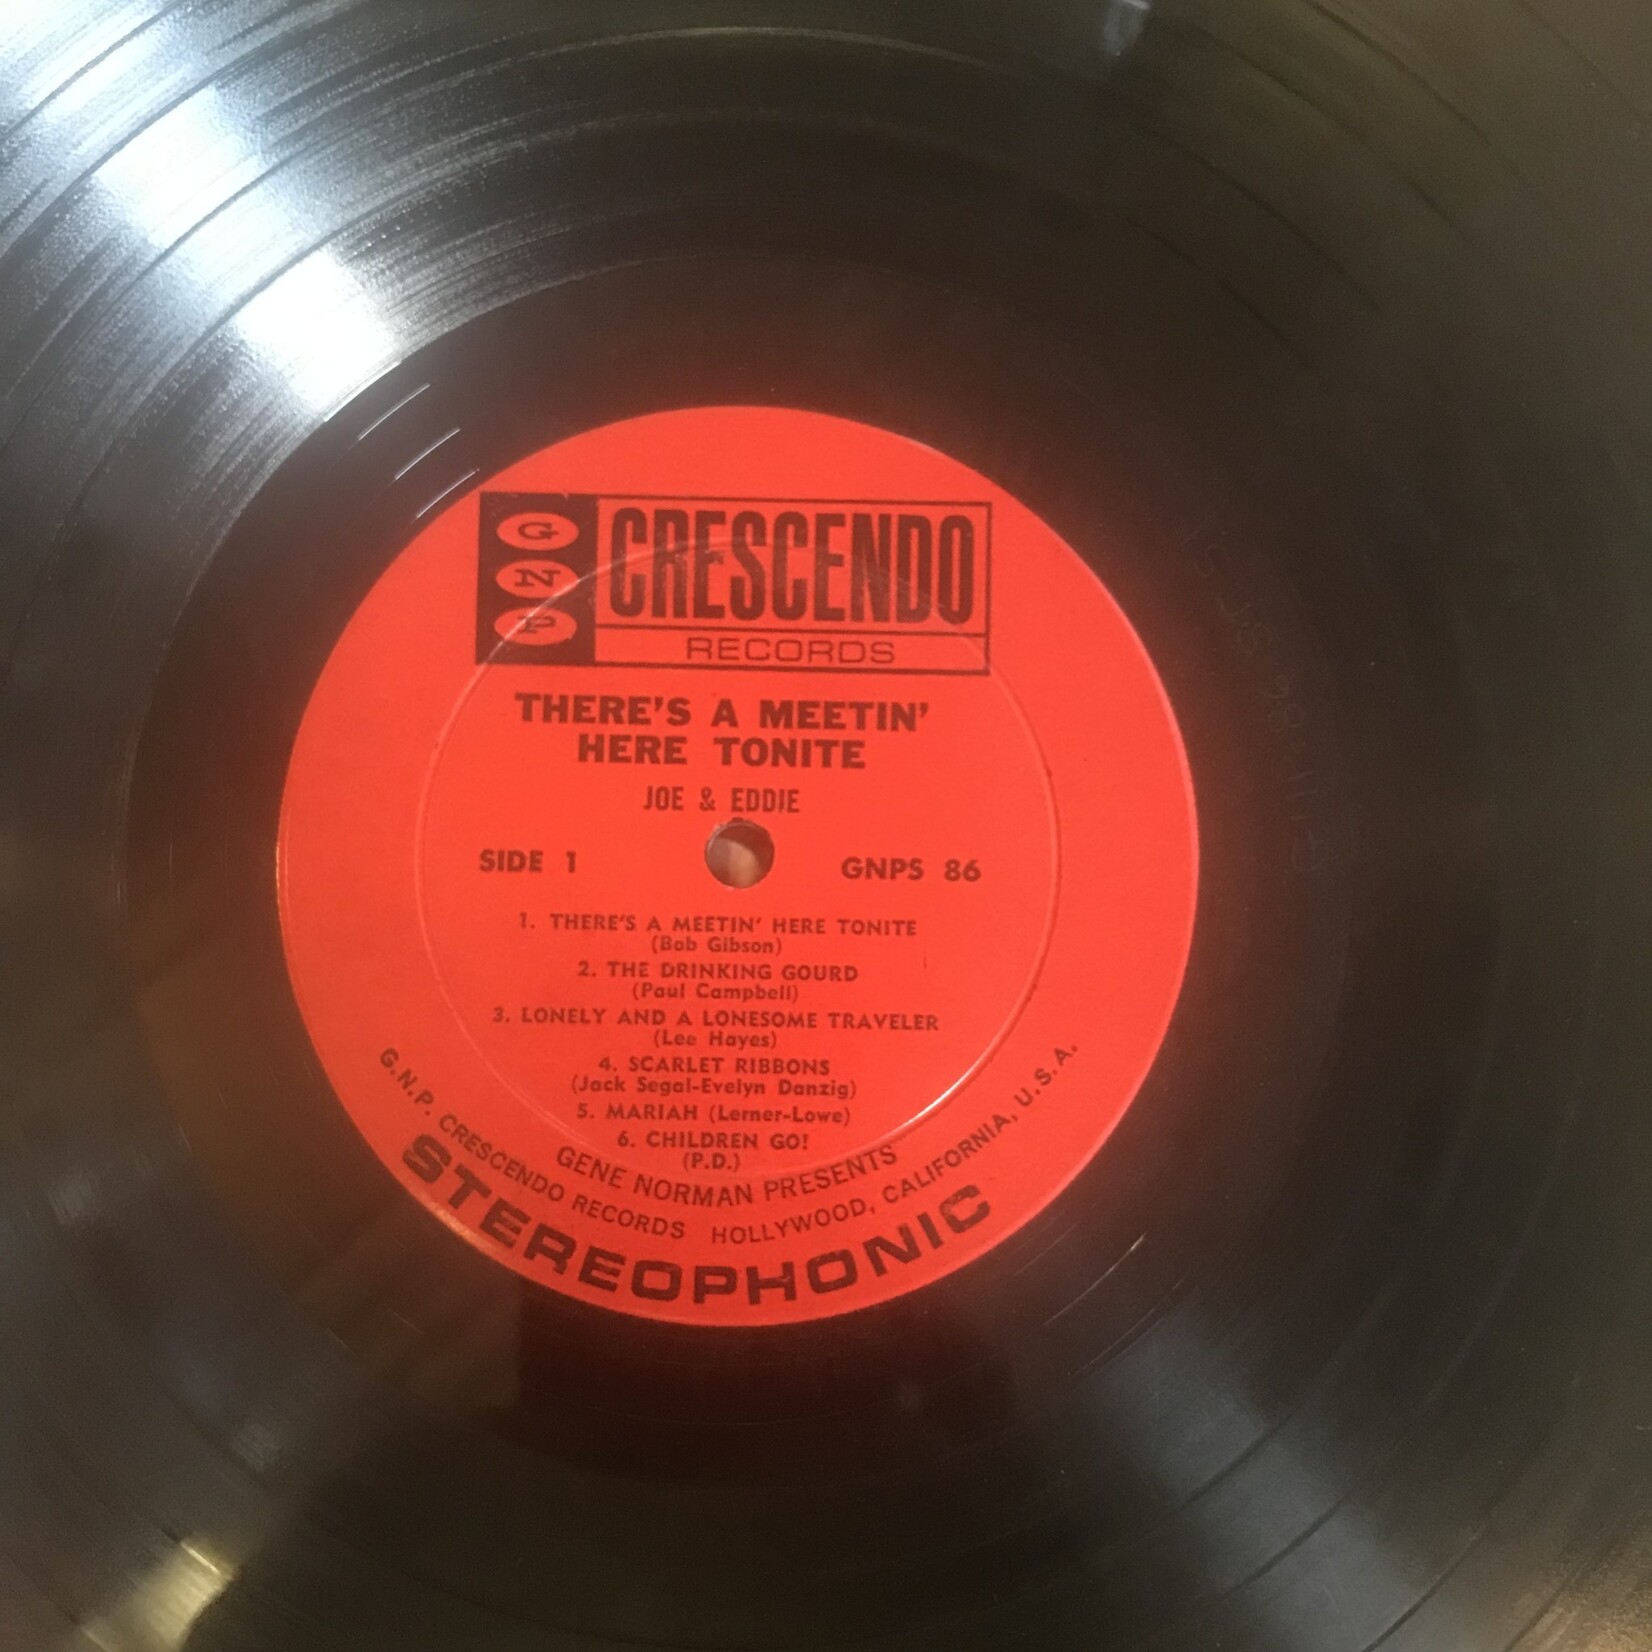 GNP
CRESCENDO
RECORDS
THERE'S A MEETIN'
HERE TONITE
JOE & EDDIE
SIDE 1
GNPS 86
1. THERE'S A MEETIN' HERE TONITE
(Bob Gibson)
2. THE DRINKING GOURD
(Paul Campbell)
3. LONELY AND A LONESOME TRAVELER
(Lee Hayes)
4. SCARLET RIBBONS
(Jack Segal-Evelyn Danzig)
5. MARIAH (Lerner-Lowe)
6. CHILDREN GO!
(P.D.)
GENE NORMAN PRESENTS
G.N.P. CRESCENDO RECORDS HOLLYWOOD, CALIFORNIA, U.S.A.
STEREOPHONIC